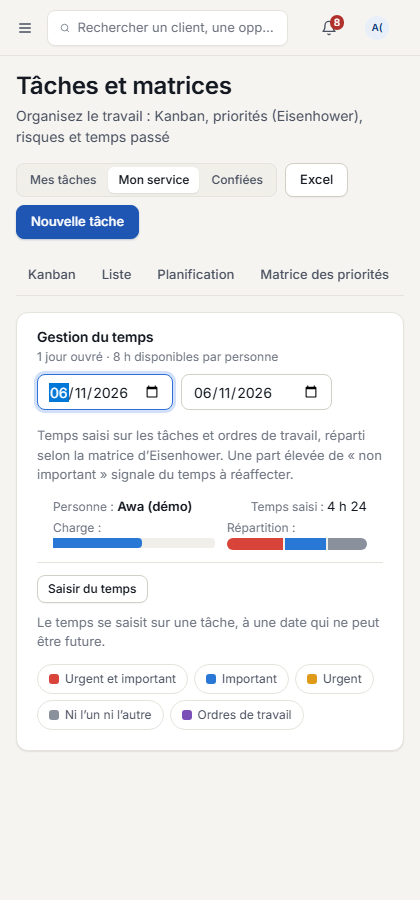 Rechercher un client, une opp...
8
A(
Tâches et matrices
Organisez le travail : Kanban, priorités (Eisenhower),
risques et temps passé
Mes tâches
Mon service
Confiées
Excel
Nouvelle tâche
Kanban
Liste
Planification
Matrice des priorités
Gestion du temps
1 jour ouvré · 8 h disponibles par personne
06/11/2026
06/11/2026
Temps saisi sur les tâches et ordres de travail, réparti
selon la matrice d’Eisenhower. Une part élevée de « non
important » signale du temps à réaffecter.
Personne : Awa (démo)
Temps saisi : 4 h 24
Charge :
Répartition :
Saisir du temps
Le temps se saisit sur une tâche, à une date qui ne peut
être future.
Urgent et important
Important
Urgent
Ni l’un ni l’autre
Ordres de travail